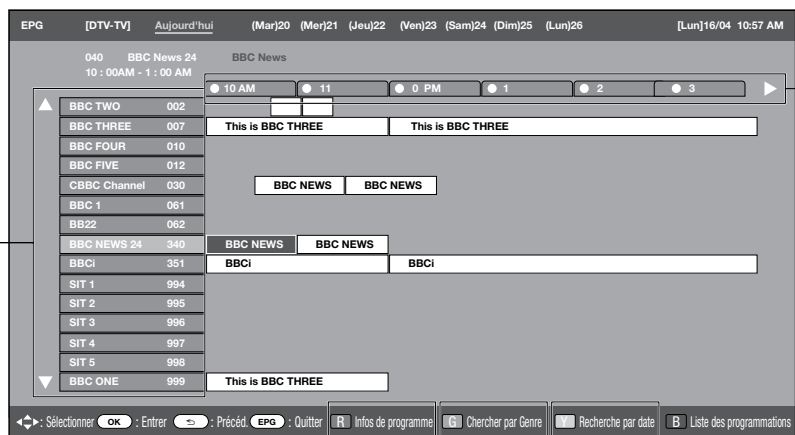 EPG [DTV-TV] Aujourd'hui (Mar)20 (Mer)21 (Jeu)22 (Ven)23 (Sam)24 (Dim)25 (Lun)26 [Lun]16/04 10:57 AM
040 BBC News 24 BBC News
10 : 00AM - 1 : 00 AM
10 AM 11 0 PM 1 2 3
BBC TWO 002
BBC THREE 007 This is BBC THREE This is BBC THREE
BBC FOUR 010
BBC FIVE 012
CBBC Channel 030 BBC NEWS BBC NEWS
BBC 1 061
BB22 062
BBC NEWS 24 340 BBC NEWS BBC NEWS
BBCi 351 BBCi BBCi
SIT 1 994
SIT 2 995
SIT 3 996
SIT 4 997
SIT 5 998
BBC ONE 999 This is BBC THREE
: Sélectionner OK : Entrer : Précéd. EPG : Quitter R Infos de programme G Chercher par Genre Y Recherche par date B Liste des programmations